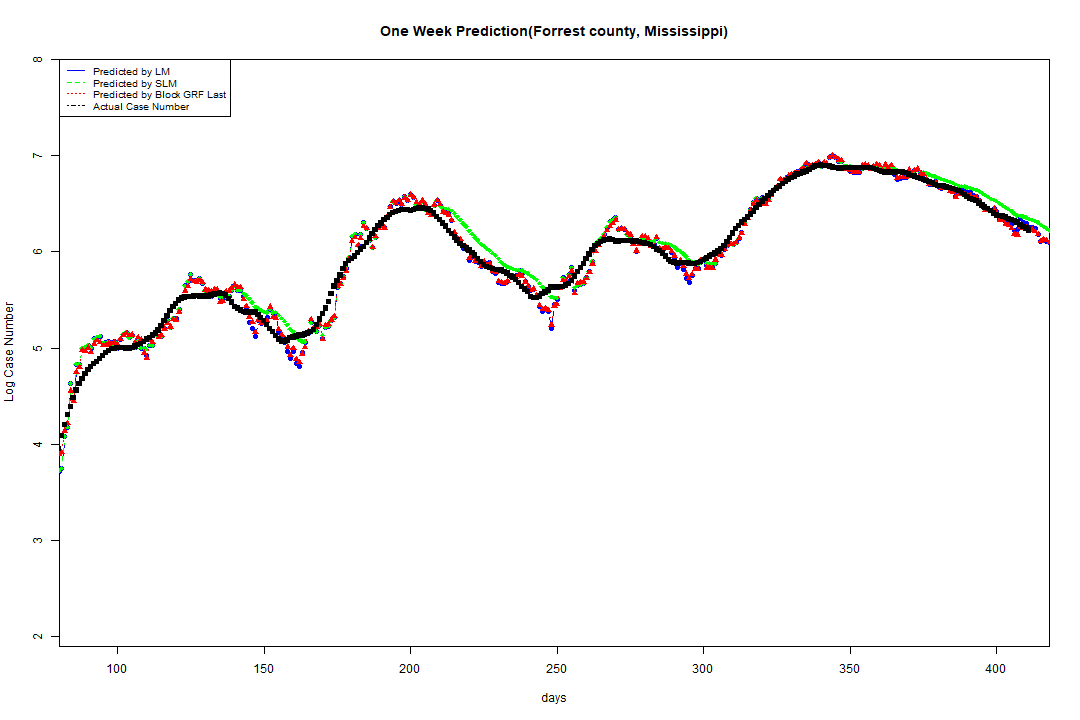 One Week Prediction(Forrest county, Mississippi)
Predicted by LM
Predicted by SLM
Predicted by Block GRF Last
Actual Case Number
8
7
6
5
4
3
2
Log Case Number
100 150 200 250 300 350 400
days